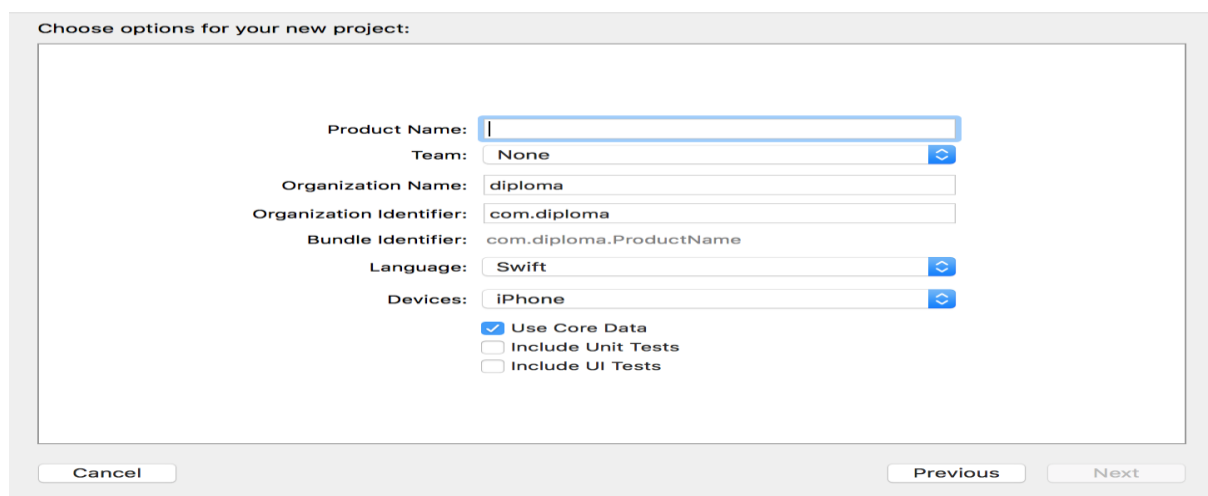 Choose options for your new project:
Product Name:
Team: None
Organization Name: diploma
Organization Identifier: com.diploma
Bundle Identifier: com.diploma.ProductName
Language: Swift
Devices: iPhone
Use Core Data
Include Unit Tests
Include UI Tests
Cancel Previous Next